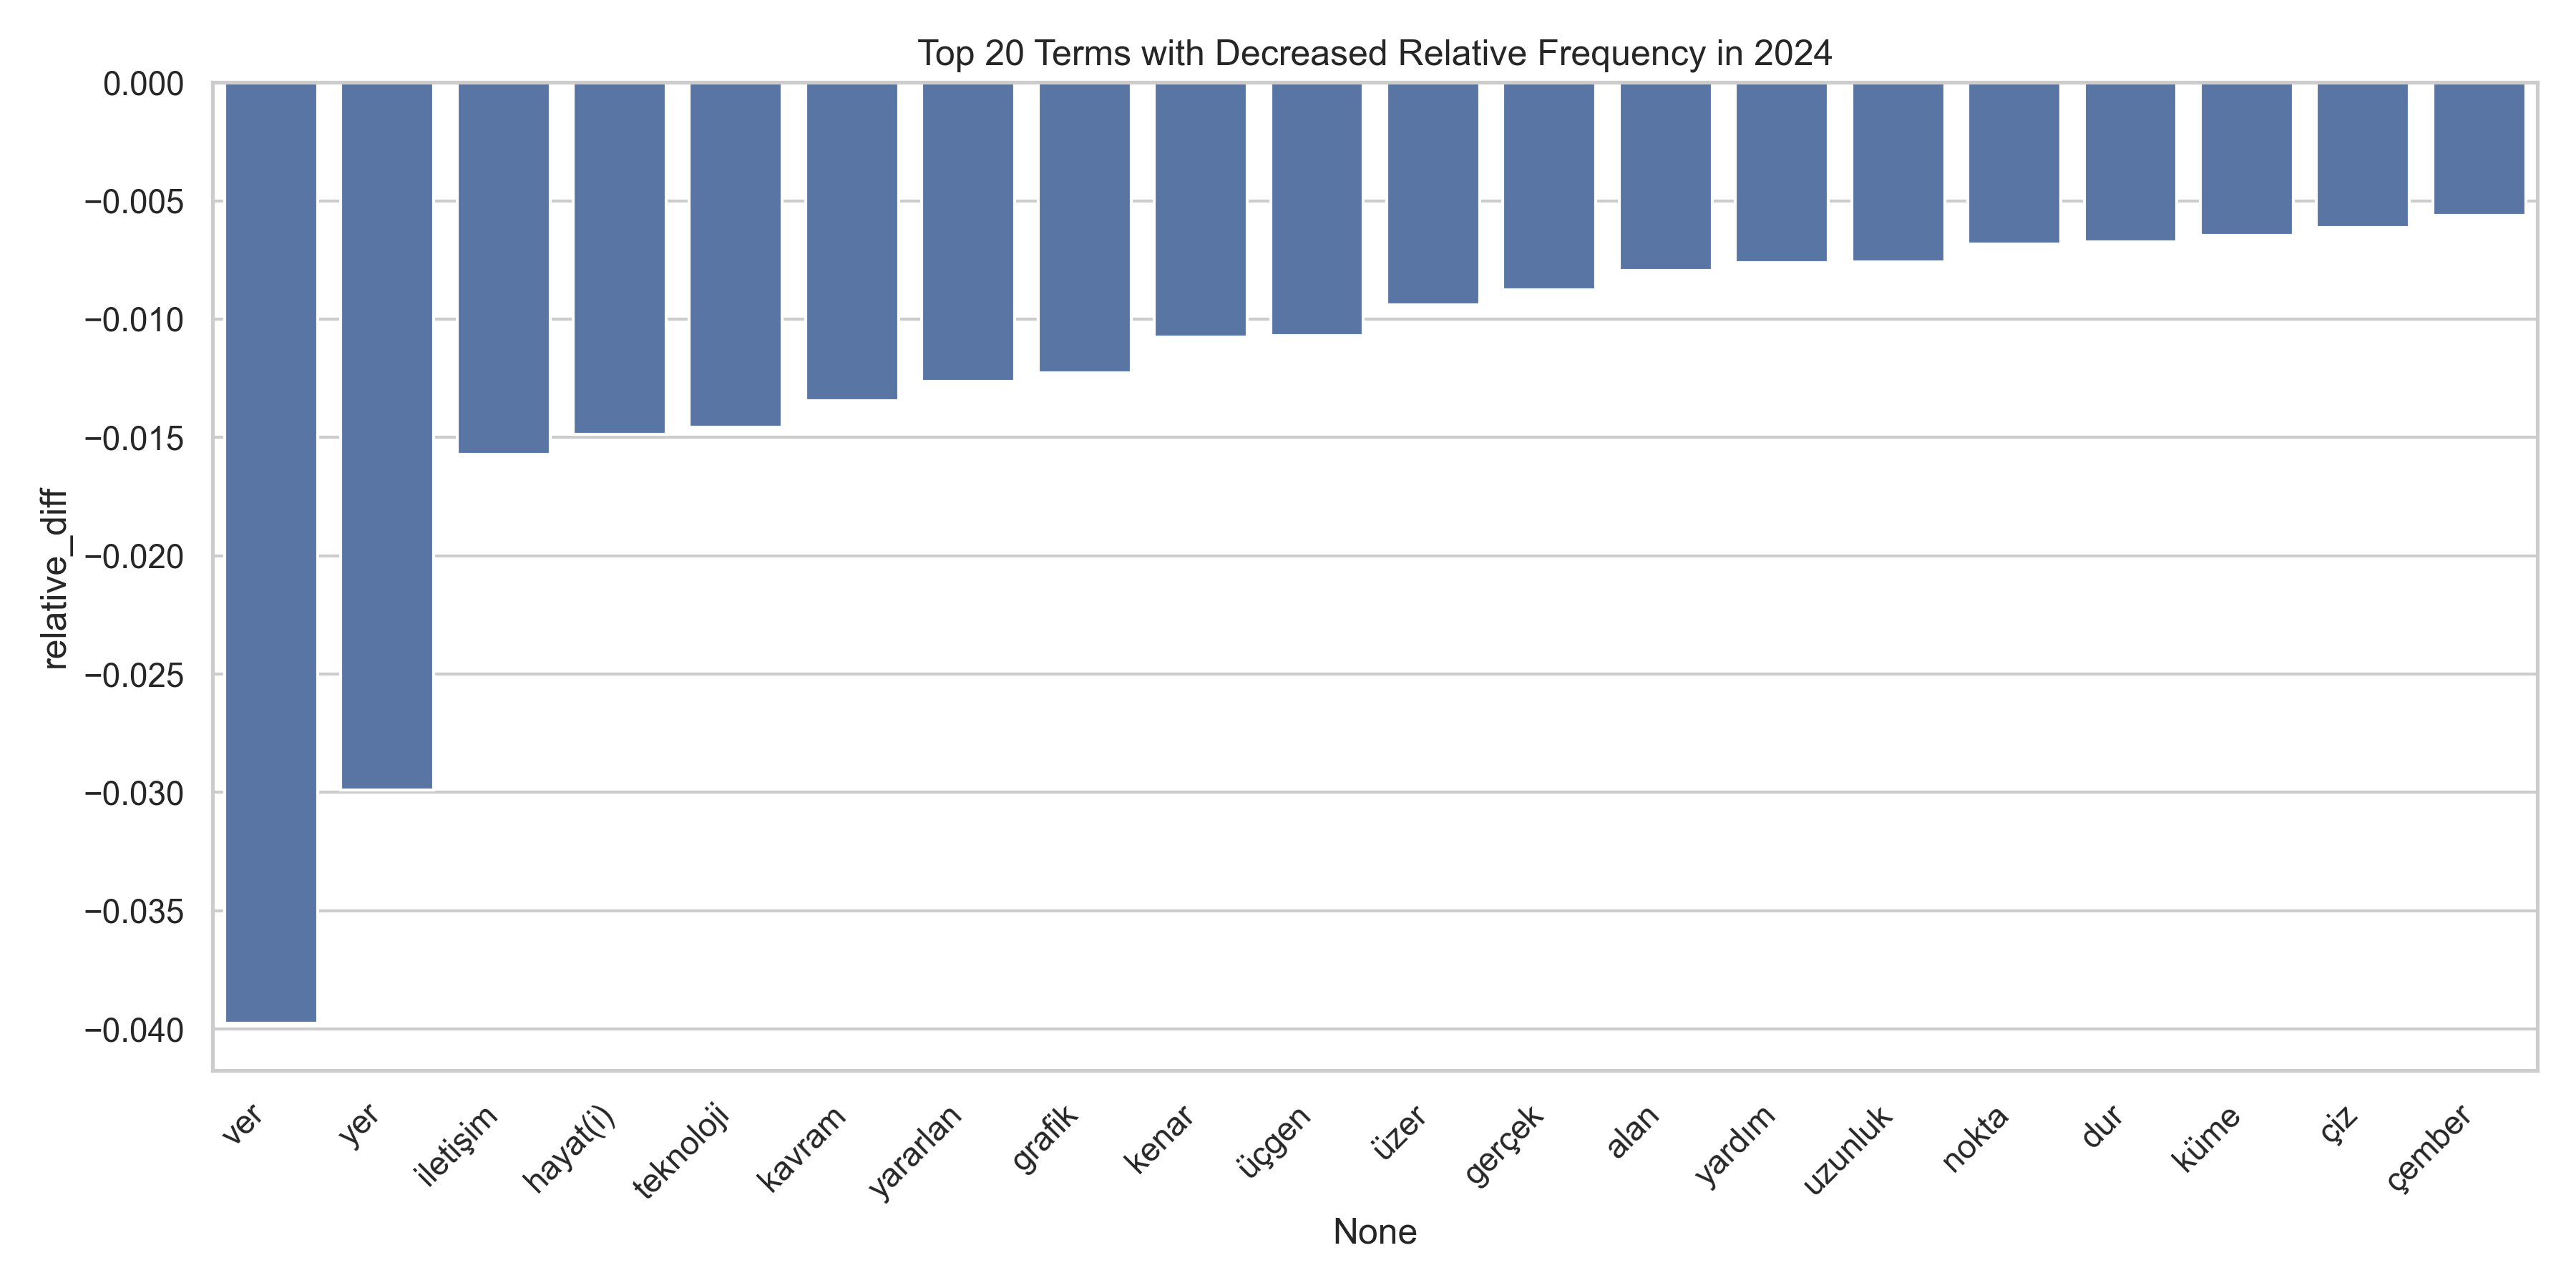 Top 20 Terms with Decreased Relative Frequency in 2024
0.000
−0.005
−0.010
−0.015
−0.020
−0.025
−0.030
−0.035
−0.040
relative_diff
ver
yer
iletişim
hayat(i)
teknoloji
kavram
yararlan
grafik
kenar
üçgen
üzer
gerçek
alan
yardım
uzunluk
nokta
dur
küme
çiz
çember
None